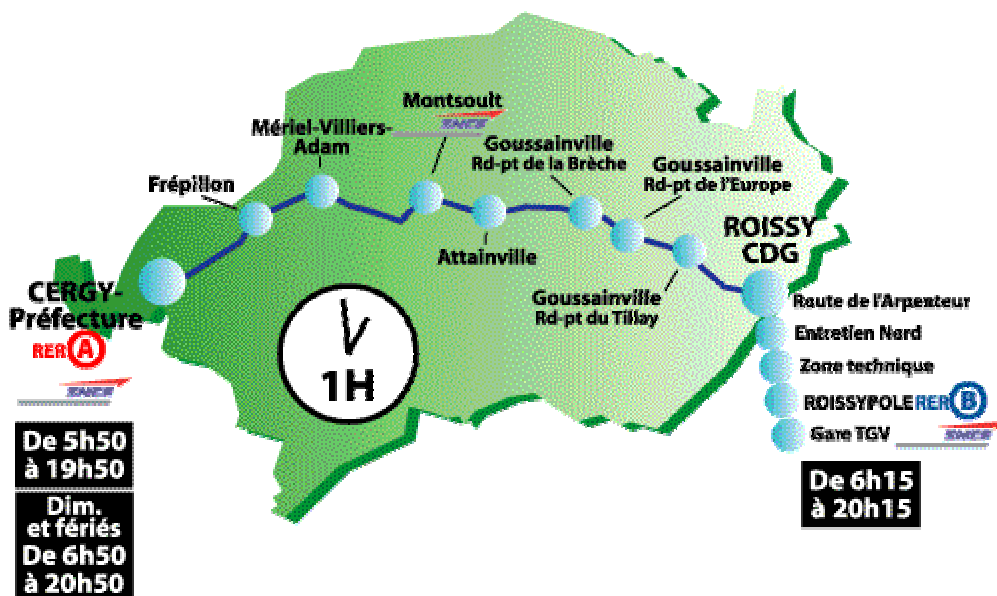 Montsoult
SNCF
Mériel-Villiers-
Adam
Goussainville
Rd-pt de la Brèche
Goussainville
Rd-pt de l'Europe
Frépillon
ROISSY
CDG
Attainville
CERGY-
Préfecture
RER A
SNCF
Goussainville
Rd-pt du Tillay
Route de l'Arpenteur
Entretien Nord
Zone technique
ROISSYPOLE RER B
Gare TGV SNCF
1H
De 5h50
à 19h50
Dim.
et fériés
De 6h50
à 20h50
De 6h15
à 20h15